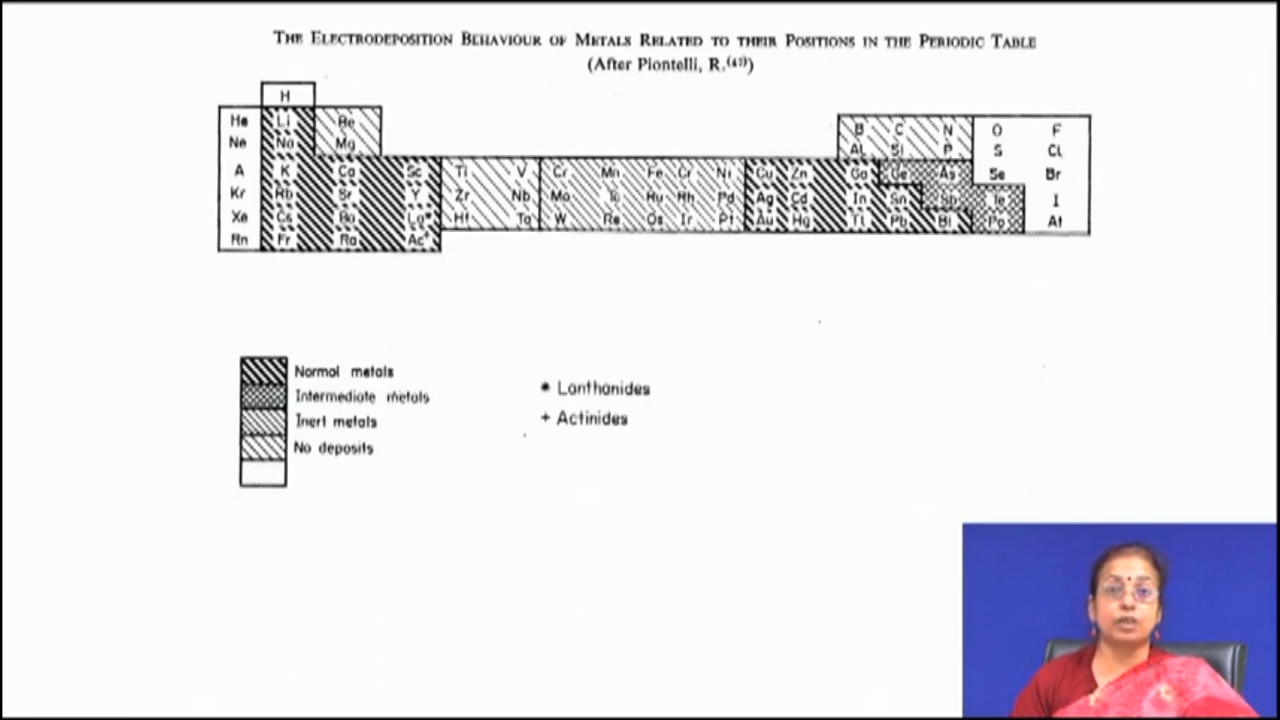 THE ELECTRODEPOSITION BEHAVIOUR OF METALS RELATED TO THEIR POSITIONS IN THE PERIODIC TABLE
(After Piontelli, R.(47))
H
He Li Be B C N O F
Ne Na Mg Al Si P S Cl
A K Ca Sc Ti V Cr Mn Fe Cr Ni Cu Zn Ga Ge As Se Br
Kr Rb Sr Y Zr Nb Mo Tc Ru Rh Pd Ag Cd In Sn Sb Te I
Xe Cs Ba La* Hf Ta W Re Os Ir Pt Au Hg Tl Pb Bi Po At
Rn Fr Ra Ac+
Normal metals
Intermediate metals
Inert metals
No deposits
* Lanthanides
+ Actinides